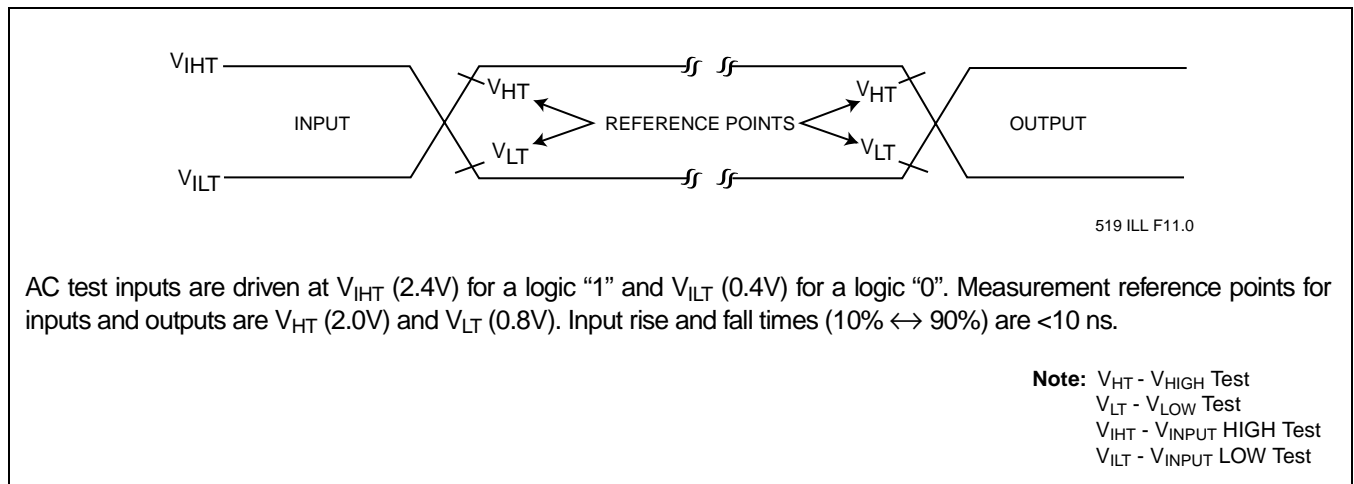 VIHT
VHT VHT
INPUT REFERENCE POINTS OUTPUT
VLT VLT
VILT
519 ILL F11.0
AC test inputs are driven at VIHT (2.4V) for a logic “1” and VILT (0.4V) for a logic “0”. Measurement reference points for
inputs and outputs are VHT (2.0V) and VLT (0.8V). Input rise and fall times (10% ↔ 90%) are <10 ns.
Note: VHT - VHIGH Test
VLT - VLOW Test
VIHT - VINPUT HIGH Test
VILT - VINPUT LOW Test